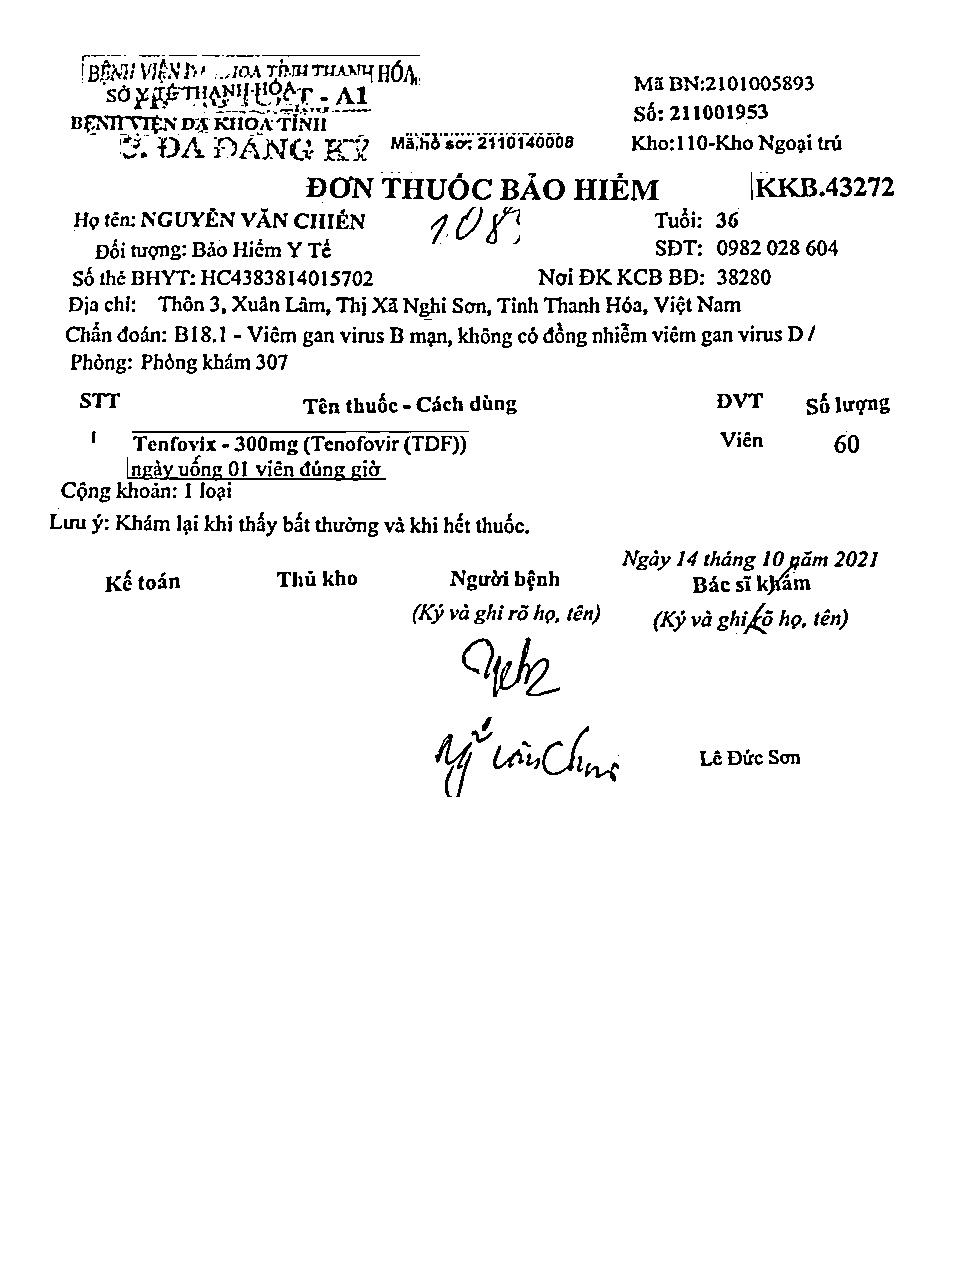 BỆNH VIỆN ĐA KHOA TỈNH THANH HÓA
SỞ Y TẾ THANH HÓA - A1
BỆNH VIỆN ĐA KHOA TỈNH
ĐÃ ĐĂNG KÝ
Mã hồ sơ: 2110140008
Mã BN:2101005893
Số: 211001953
Kho:110-Kho Ngoại trú
ĐƠN THUỐC BẢO HIỂM
KKB.43272
Họ tên: NGUYỄN VĂN CHIẾN
108
Tuổi: 36
Đối tượng: Bảo Hiểm Y Tế
SĐT: 0982 028 604
Số thẻ BHYT: HC4383814015702
Nơi ĐK KCB BĐ: 38280
Địa chỉ: Thôn 3, Xuân Lâm, Thị Xã Nghi Sơn, Tỉnh Thanh Hóa, Việt Nam
Chẩn đoán: B18.1 - Viêm gan virus B mạn, không có đồng nhiễm viêm gan virus D /
Phòng: Phòng khám 307
STT Tên thuốc - Cách dùng ĐVT Số lượng
1 Tenfovix - 300mg (Tenofovir (TDF)) Viên 60
ngày uống 01 viên đúng giờ
Cộng khoản: 1 loại
Lưu ý: Khám lại khi thấy bất thường và khi hết thuốc.
Ngày 14 tháng 10 năm 2021
Kế toán Thủ kho Người bệnh Bác sĩ khám
(Ký và ghi rõ họ, tên) (Ký và ghi rõ họ, tên)
Lê Đức Sơn